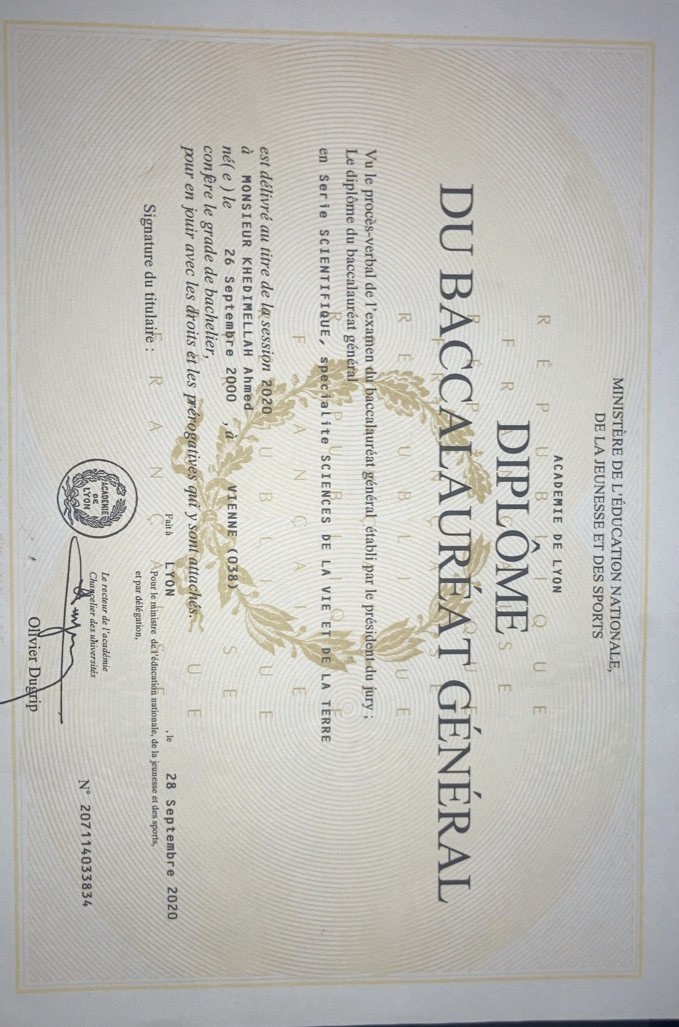 MINISTÈRE DE L'ÉDUCATION NATIONALE,
DE LA JEUNESSE ET DES SPORTS
ACADEMIE DE LYON
RÉPUBLIQUE
FRANÇAISE
DIPLÔME
DU BACCALAURÉAT GÉNÉRAL
Vu le procès-verbal de l'examen du baccalauréat général établi par le président du jury ;
Le diplôme du baccalauréat général
en Serie SCIENTIFIQUE, specialite SCIENCES DE LA VIE ET DE LA TERRE
est délivré au titre de la session 2020
à MONSIEUR KHEDIMELLAH Ahmed
né(e) le 26 Septembre 2000 , à VIENNE (038)
confère le grade de bachelier,
pour en jouir avec les droits et les prérogatives qui y sont attachés.
Fait à LYON , le 28 Septembre 2020
Signature du titulaire :
Pour le ministre de l'éducation nationale, de la jeunesse et des sports,
et par délégation,
Le recteur de l'académie
Chancelier des universités
ACADEMIE
DE
LYON
Olivier Dugrip
N° 207114033834